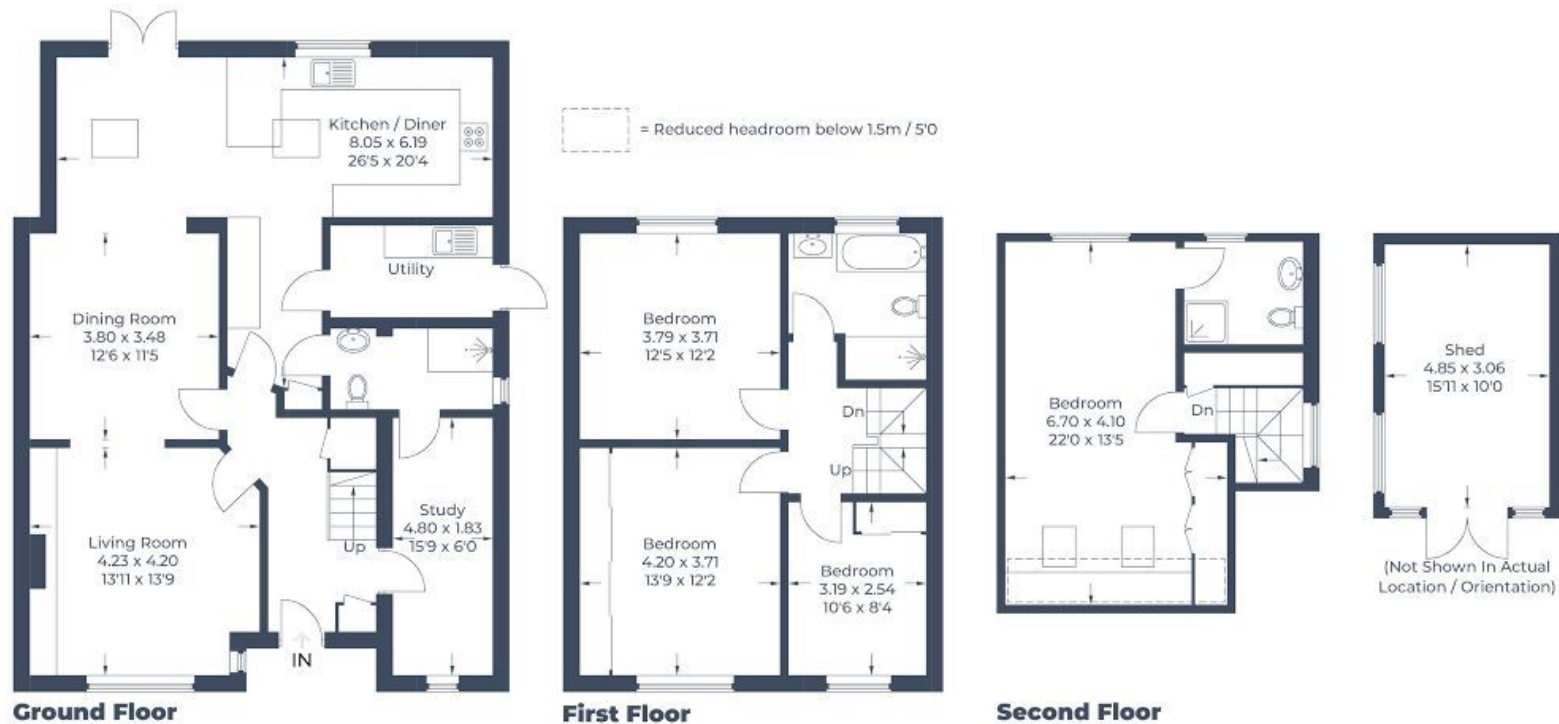 Kitchen / Diner
8.05 x 6.19
26'5 x 20'4
= Reduced headroom below 1.5m / 5'0
Utility
Dining Room
3.80 x 3.48
12'6 x 11'5
Living Room
4.23 x 4.20
13'11 x 13'9
Study
4.80 x 1.83
15'9 x 6'0
Up
IN
Ground Floor
Bedroom
3.79 x 3.71
12'5 x 12'2
Dn
Up
Bedroom
4.20 x 3.71
13'9 x 12'2
Bedroom
3.19 x 2.54
10'6 x 8'4
First Floor
Bedroom
6.70 x 4.10
22'0 x 13'5
Dn
Second Floor
Shed
4.85 x 3.06
15'11 x 10'0
(Not Shown In Actual
Location / Orientation)